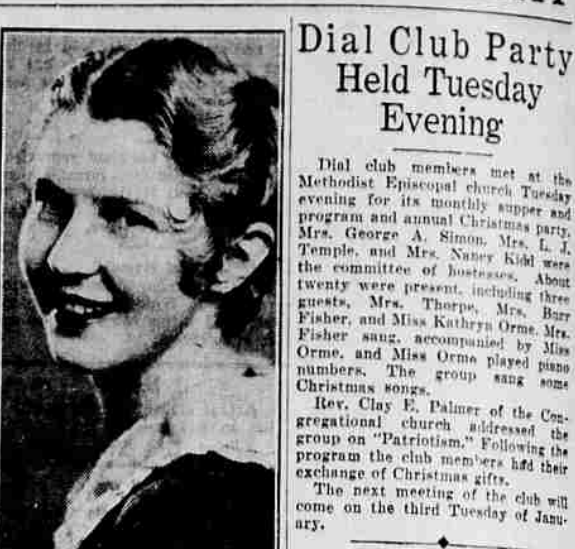 Dial Club Party
Held Tuesday
Evening
Dial club members met at the
Methodist Episcopal church Tuesday
evening for its monthly supper and
program and annual Christmas party.
Mrs. George A. Simon, Mrs. L. J.
Temple, and Mrs. Nancy Kidd were
the committee of hostesses. About
twenty were present, including three
guests, Mrs. Thorpe, Mrs. Burr
Fisher, and Miss Kathryn Orme. Mrs.
Fisher sang, accompanied by Miss
Orme, and Miss Orme played piano
numbers. The group sang some
Christmas songs.
Rev. Clay E. Palmer of the Con-
gregational church addressed the
group on "Patriotism." Following the
program the club members had their
exchange of Christmas gifts.
The next meeting of the club will
come on the third Tuesday of Janu-
ary.